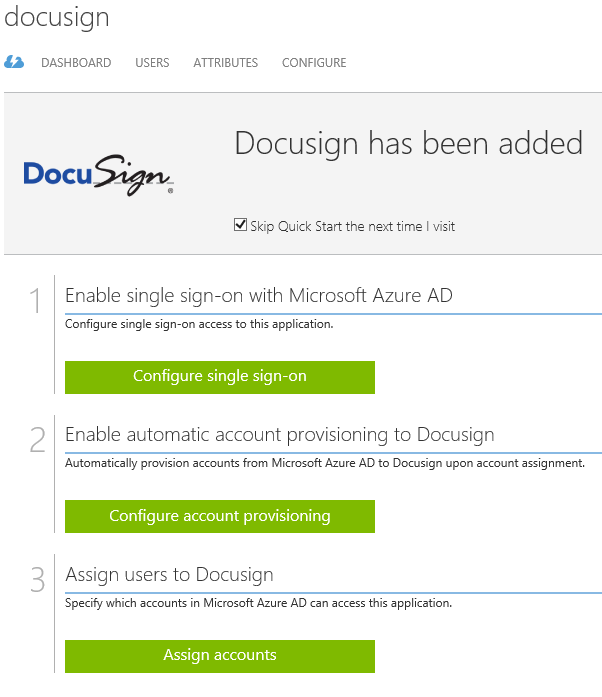 docusign
DASHBOARD USERS ATTRIBUTES CONFIGURE
DocuSign®
Docusign has been added
Skip Quick Start the next time I visit
1
Enable single sign-on with Microsoft Azure AD
Configure single sign-on access to this application.
Configure single sign-on
2
Enable automatic account provisioning to Docusign
Automatically provision accounts from Microsoft Azure AD to Docusign upon account assignment.
Configure account provisioning
3
Assign users to Docusign
Specify which accounts in Microsoft Azure AD can access this application.
Assign accounts